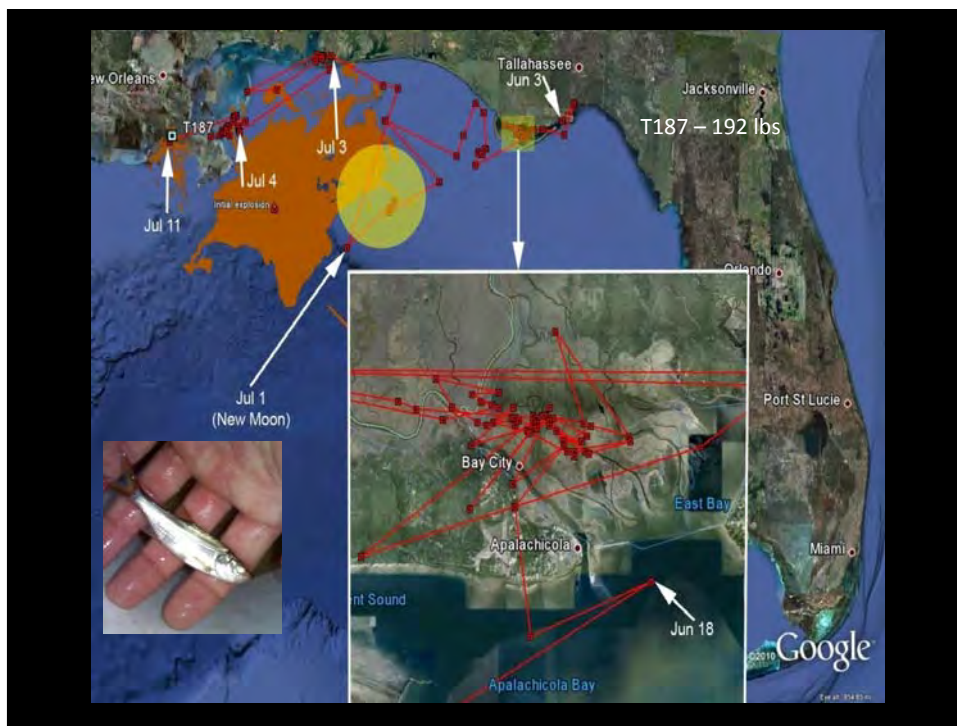 ew Orleans
Tallahassee
Jun 3
Jacksonville
T187 – 192 lbs
T187
Jul 3
Jul 4
Jul 11
Initial explosion
Orlando
Jul 1
(New Moon)
Port St Lucie
Bay City
East Bay
Apalachicola
Miami
ent Sound
Jun 18
Apalachicola Bay
©2010 Google